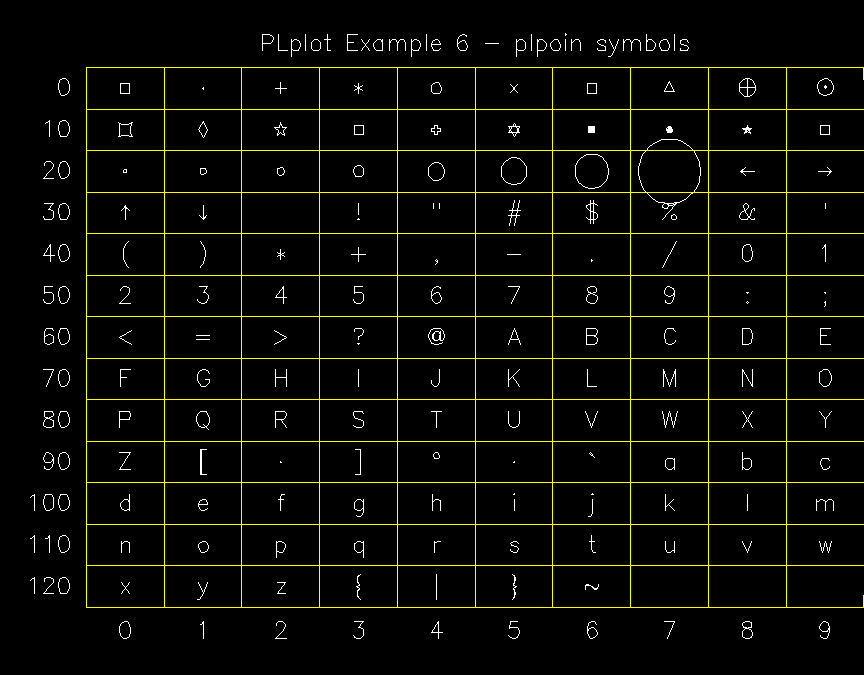 PLplot Example 6 − plpoin symbols
0 □ · + * ○ × □ △ ⊕ ⊙
10 ◇ ☆ □ ✚ ✡ ■ ● ★ □
20 ○ ○ ○ ○ ○ ○ ○ ○ ← →
30 ↑ ↓ ! " # $ % & '
40 ( ) * + , − . / 0 1
50 2 3 4 5 6 7 8 9 : ;
60 < = > ? @ A B C D E
70 F G H I J K L M N O
80 P Q R S T U V W X Y
90 Z [ · ] ° · ` a b c
100 d e f g h i j k l m
110 n o p q r s t u v w
120 x y z { | } ~
0 1 2 3 4 5 6 7 8 9